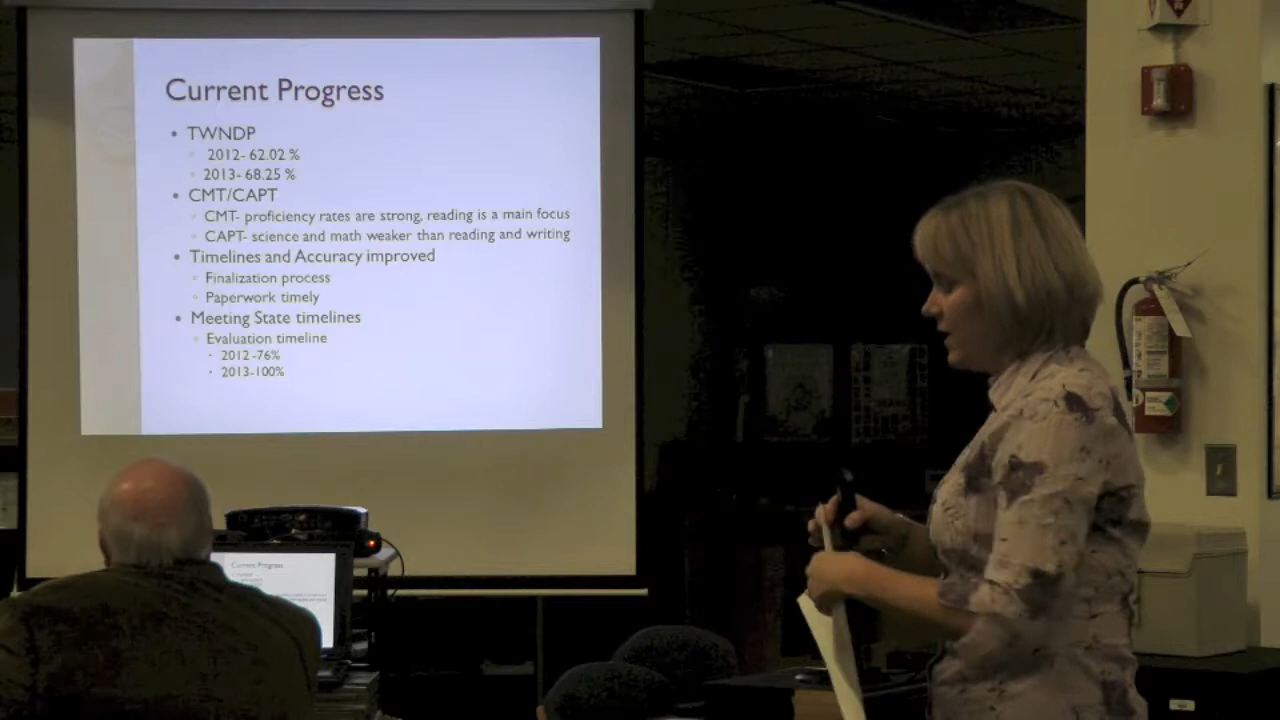 Current Progress
• TWNDP
◦ 2012- 62.02 %
◦ 2013- 68.25 %
• CMT/CAPT
◦ CMT- proficiency rates are strong, reading is a main focus
◦ CAPT- science and math weaker than reading and writing
• Timelines and Accuracy improved
◦ Finalization process
◦ Paperwork timely
• Meeting State timelines
◦ Evaluation timeline
• 2012 -76%
• 2013-100%
Current Progress